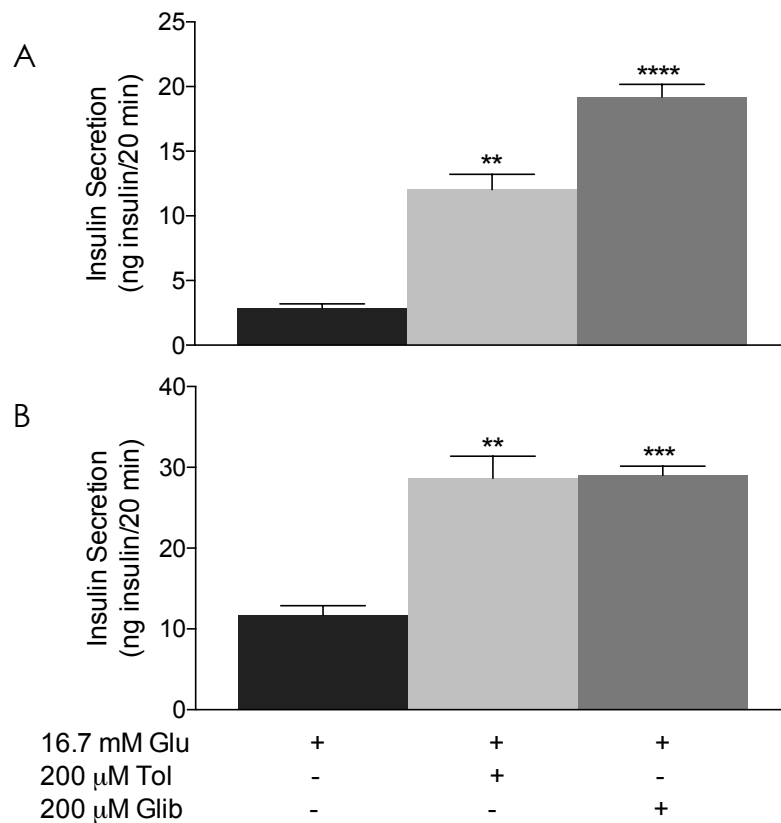 A
Insulin Secretion
(ng insulin/20 min)
25
20
15
10
5
0
**
****
B
Insulin Secretion
(ng insulin/20 min)
40
30
20
10
0
**
***
16.7 mM Glu + + +
200 μM Tol - + -
200 μM Glib - - +